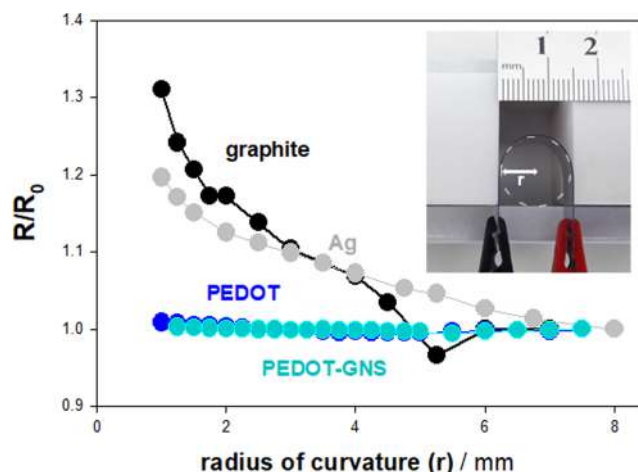 1.4
1.3
1.2
1.1
1.0
0.9
R/R₀
graphite
Ag
PEDOT
PEDOT-GNS
1 2
mm
r
0 2 4 6 8
radius of curvature (r) / mm